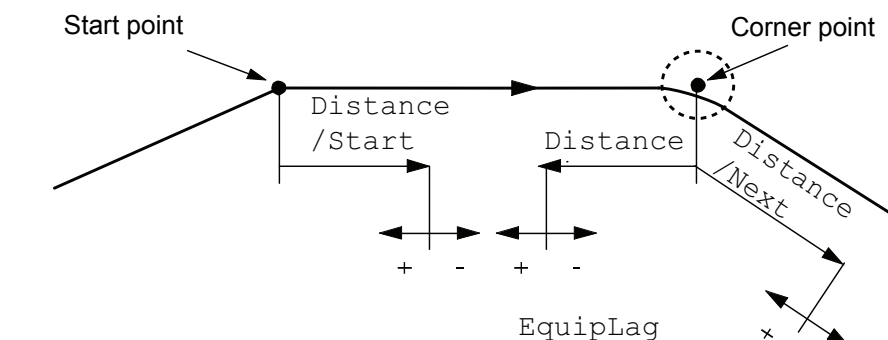 Start point
Corner point
Distance
/Start
Distance
Distance
/Next
+ - + -
+
EquipLag